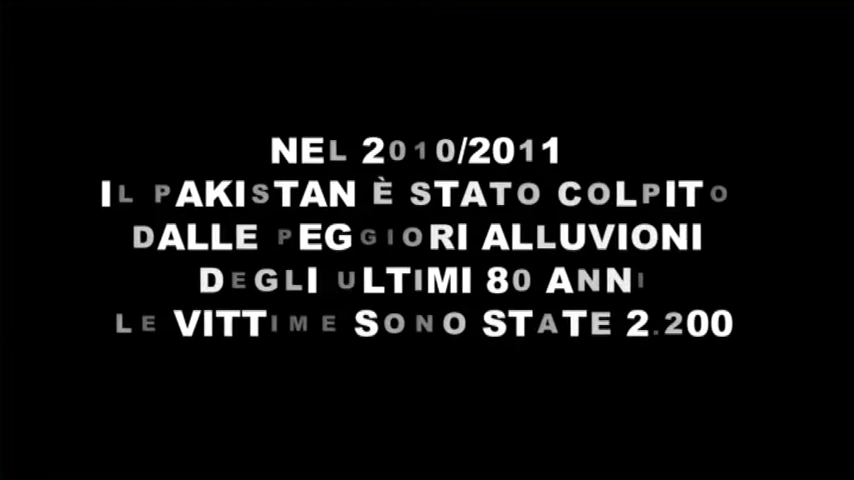 NEL 2010/2011
IL PAKISTAN È STATO COLPITO
DALLE PEGGIORI ALLUVIONI
DEGLI ULTIMI 80 ANNI
LE VITTIME SONO STATE 2.200